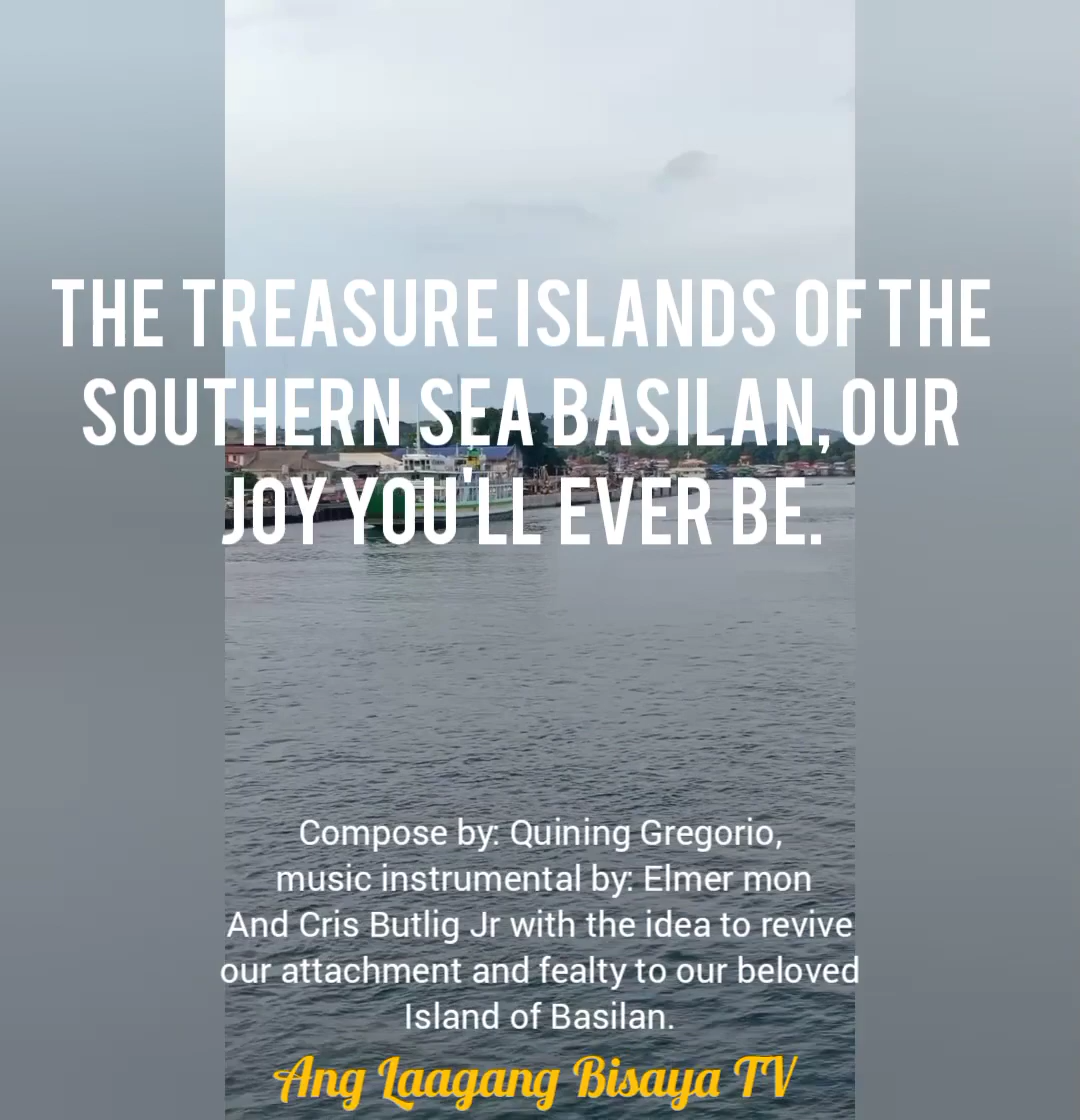 THE TREASURE ISLANDS OF THE
SOUTHERN SEA BASILAN, OUR
JOY YOU'LL EVER BE.
Compose by: Quining Gregorio,
music instrumental by: Elmer mon
And Cris Butlig Jr with the idea to revive
our attachment and fealty to our beloved
Island of Basilan.
Ang Laagang Bisaya TV